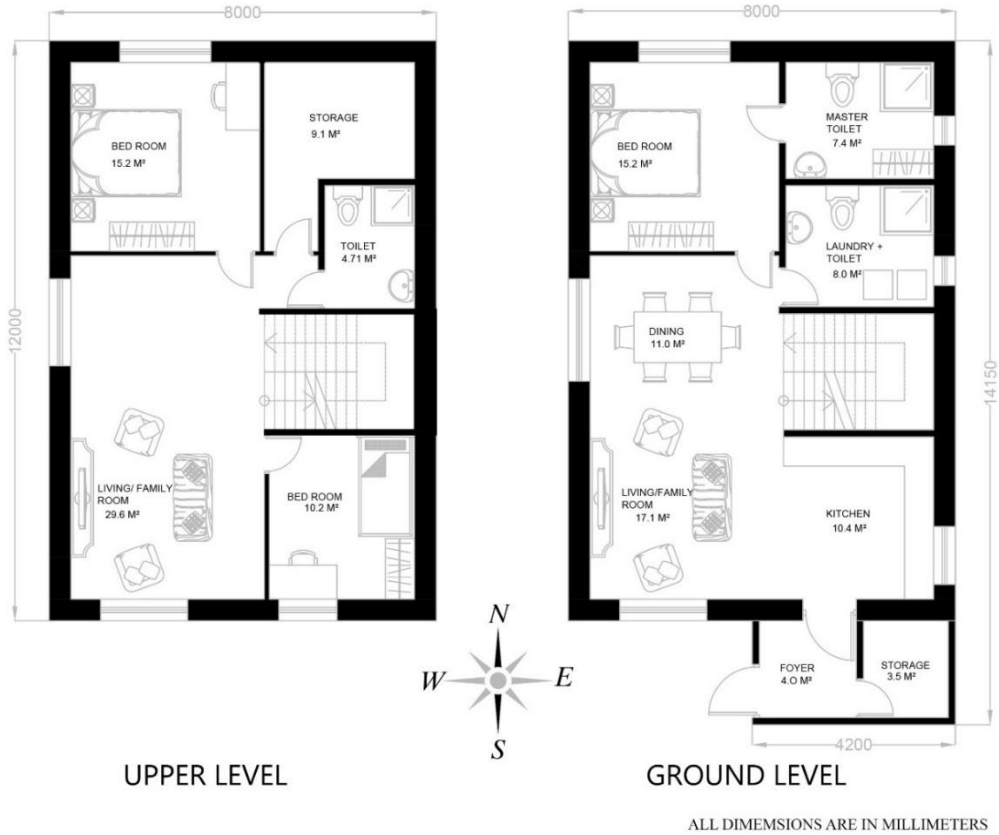 8000
8000
STORAGE
9.1 M²
BED ROOM
15.2 M²
MASTER
TOILET
7.4 M²
BED ROOM
15.2 M²
TOILET
4.71 M²
LAUNDRY +
TOILET
8.0 M²
12000
DINING
11.0 M²
14150
LIVING/ FAMILY
ROOM
29.6 M²
BED ROOM
10.2 M²
LIVING/FAMILY
ROOM
17.1 M²
KITCHEN
10.4 M²
N
W
E
S
FOYER
4.O M²
STORAGE
3.5 M²
4200
UPPER LEVEL
GROUND LEVEL
ALL DIMEMSIONS ARE IN MILLIMETERS